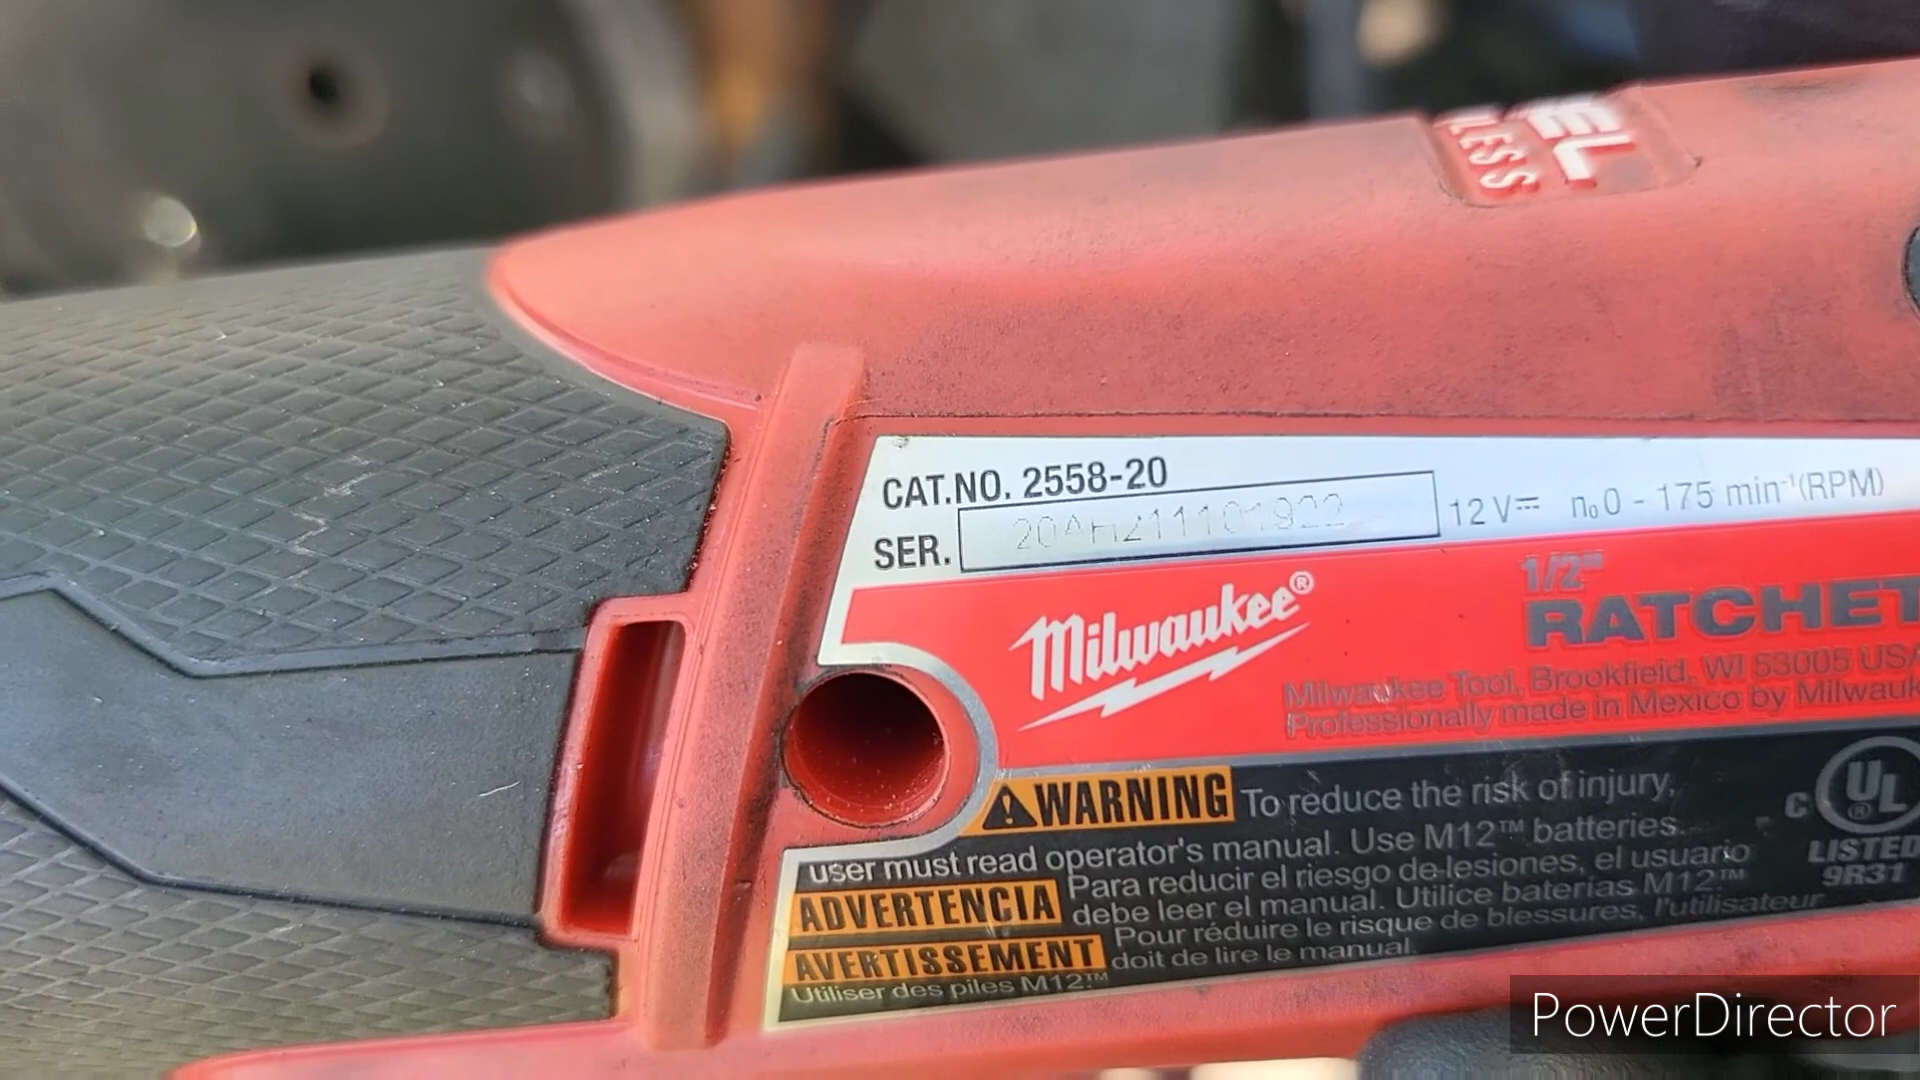 EL
LESS
CAT.NO. 2558-20
SER. 12 V n₀ 0 - 175 min⁻¹(RPM)
Milwaukee®
1/2"
RATCHET
Milwaukee Tool, Brookfield, WI 53005 USA
Professionally made in Mexico by Milwauk
WARNING To reduce the risk of injury,
user must read operator's manual. Use M12™ batteries.
ADVERTENCIA Para reducir el riesgo de lesiones, el usuario
debe leer el manual. Utilice baterías M12™
AVERTISSEMENT Pour réduire le risque de blessures, l'utilisateur
doit de lire le manual.
Utiliser des piles M12™
C UL®
LISTED
9R31
PowerDirector